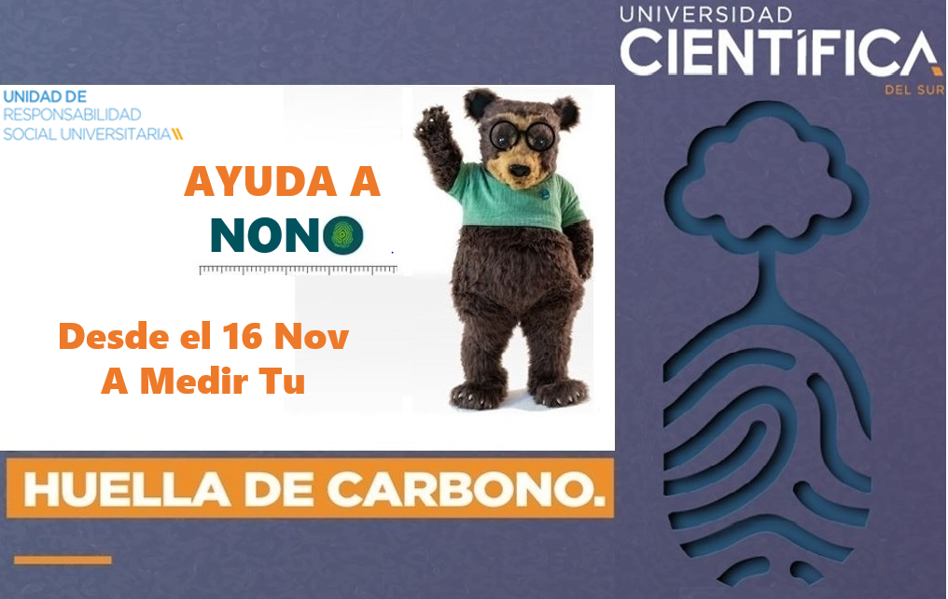 UNIVERSIDAD
CIENTÍFICA
DEL SUR
UNIDAD DE
RESPONSABILIDAD
SOCIAL UNIVERSITARIA
AYUDA A
NONO
Desde el 16 Nov
A Medir Tu
HUELLA DE CARBONO.